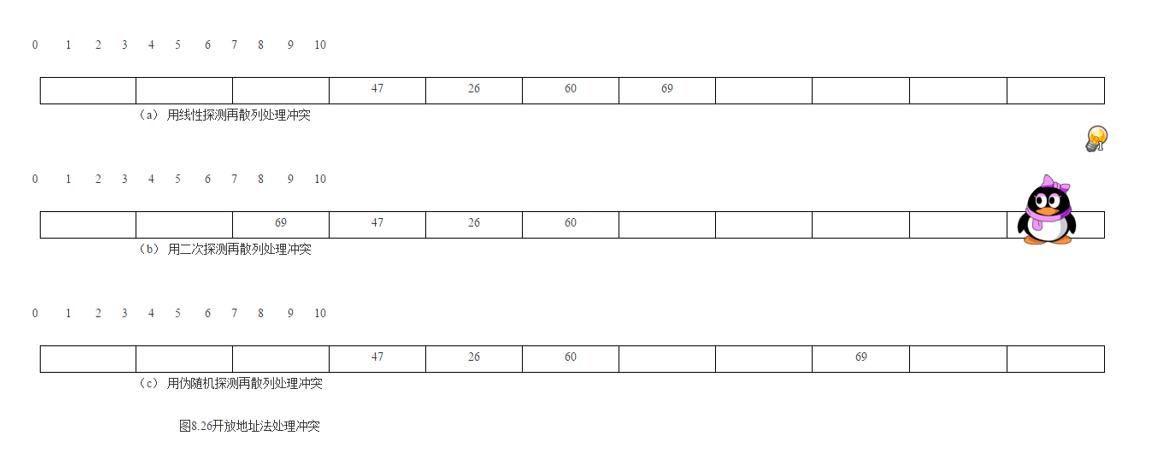 0 1 2 3 4 5 6 7 8 9 10
47 26 60 69
（a） 用线性探测再散列处理冲突
0 1 2 3 4 5 6 7 8 9 10
69 47 26 60
（b） 用二次探测再散列处理冲突
0 1 2 3 4 5 6 7 8 9 10
47 26 60 69
（c） 用伪随机探测再散列处理冲突
图8.26开放地址法处理冲突